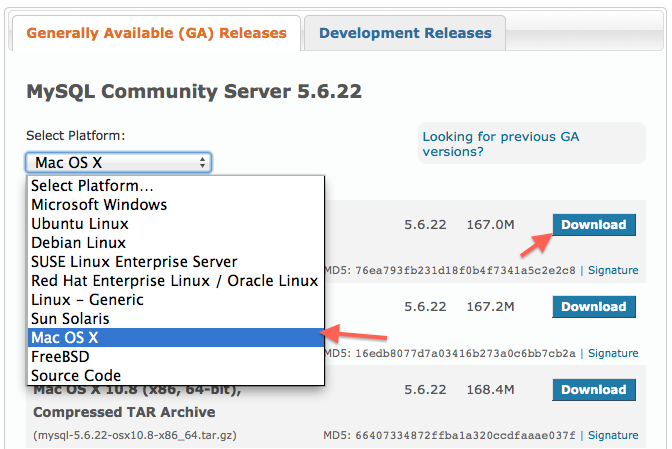 Generally Available (GA) Releases
Development Releases
MySQL Community Server 5.6.22
Select Platform:
Looking for previous GA
versions?
Mac OS X
Select Platform...
Microsoft Windows
Ubuntu Linux
Debian Linux
SUSE Linux Enterprise Server
Red Hat Enterprise Linux / Oracle Linux
Linux - Generic
Sun Solaris
Mac OS X
FreeBSD
Source Code
5.6.22 167.0M Download
MD5: 76ea793fb231d18f0b4f7341a5c2e2c8 | Signature
5.6.22 167.2M Download
MD5: 16edb8077d7a03416b273a0c6bb7cb2a | Signature
Mac OS X 10.8 (x86, 64-bit),
Compressed TAR Archive
5.6.22 168.4M Download
(mysql-5.6.22-osx10.8-x86_64.tar.gz)
MD5: 66407334872ffba1a320ccdfaaae037f | Signature